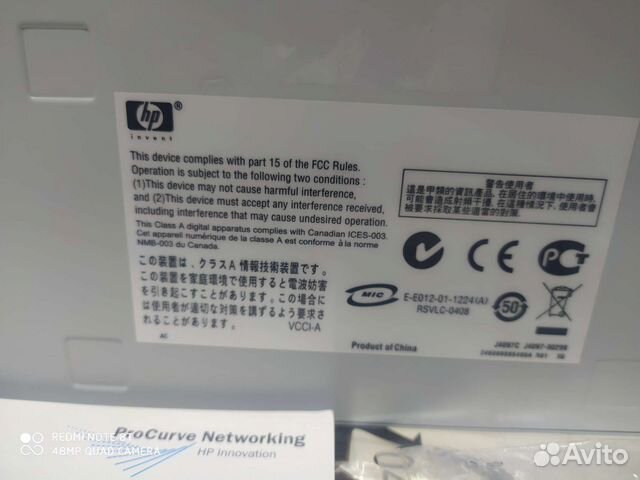 hp®
invent
This device complies with part 15 of the FCC Rules.
Operation is subject to the following two conditions :
(1)This device may not cause harmful interference,
and (2)This device must accept any interference received,
including interference that may cause undesired operation.
This Class A digital apparatus complies with Canadian ICES-003.
Cet appareil numérique de la classe A est conforme à la norme
NMB-003 du Canada.
この装置は、クラスA 情報技術装置です。
この装置を家庭環境で使用すると電波妨害
を引き起こすことがあります。この場合に
は使用者が適切な対策を講ずるよう要求さ
れることがあります。
VCCI-A
AC
警告使用者
這是甲類的資訊產品，在居住的環境中使用時，
可能會造成射頻干擾，在這種情況下，使用者會
被要求採取某些適當的對策。
N
CE
PCT
MIC
E-E012-01-1224(A)
RSVLC-0408
50
Product of China
J4097C J4097-80299
ProCurve Networking
HP Innovation
REDMI NOTE 8T
48MP QUAD CAMERA
Avito